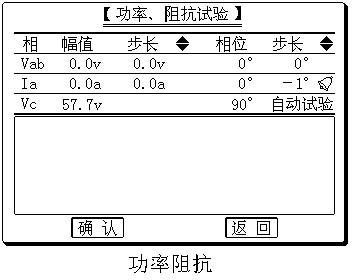 【功率、阻抗试验】
相 幅值 步长 相位 步长
Vab 0.0v 0.0v 0° 0°
Ia 0.0a 0.0a 0° -1°
Vc 57.7v 90° 自动试验
确 认 返 回
功率阻抗